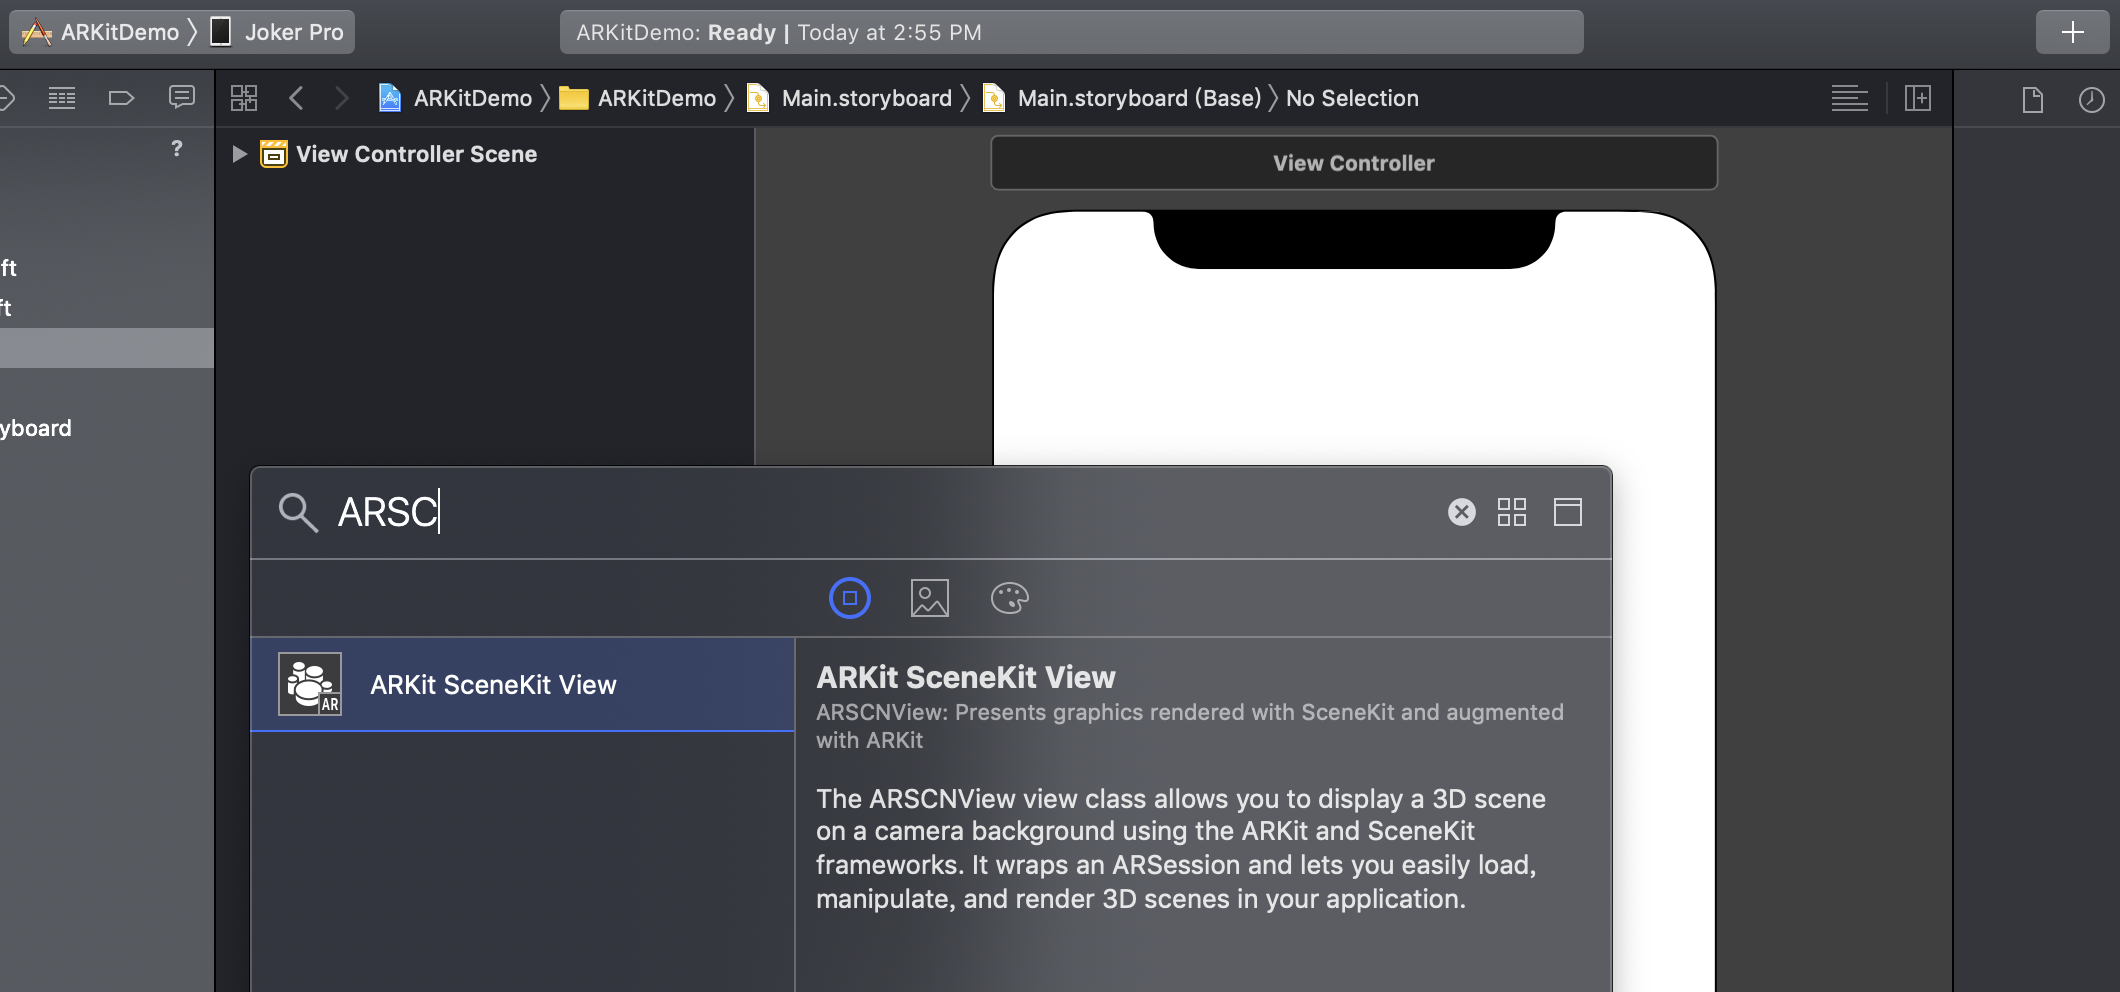 ARKitDemo Joker Pro
ARKitDemo: Ready | Today at 2:55 PM
ARKitDemo ARKitDemo Main.storyboard Main.storyboard (Base) No Selection
?
View Controller Scene
View Controller
ft
ft
yboard
ARSC
AR
ARKit SceneKit View
ARKit SceneKit View
ARSCNView: Presents graphics rendered with SceneKit and augmented
with ARKit
The ARSCNView view class allows you to display a 3D scene
on a camera background using the ARKit and SceneKit
frameworks. It wraps an ARSession and lets you easily load,
manipulate, and render 3D scenes in your application.